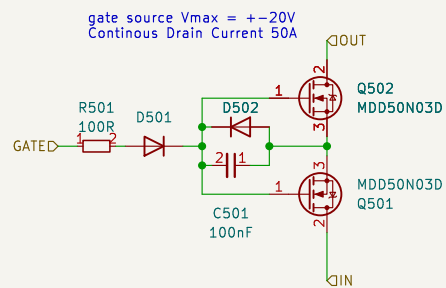 gate source Vmax = +-20V
Continous Drain Current 50A
OUT
2
1
Q502
MDD50N03D
3
R501
100R
D501
D502
GATE
1
2
2
1
3
MDD50N03D
Q501
1
2
C501
100nF
IN